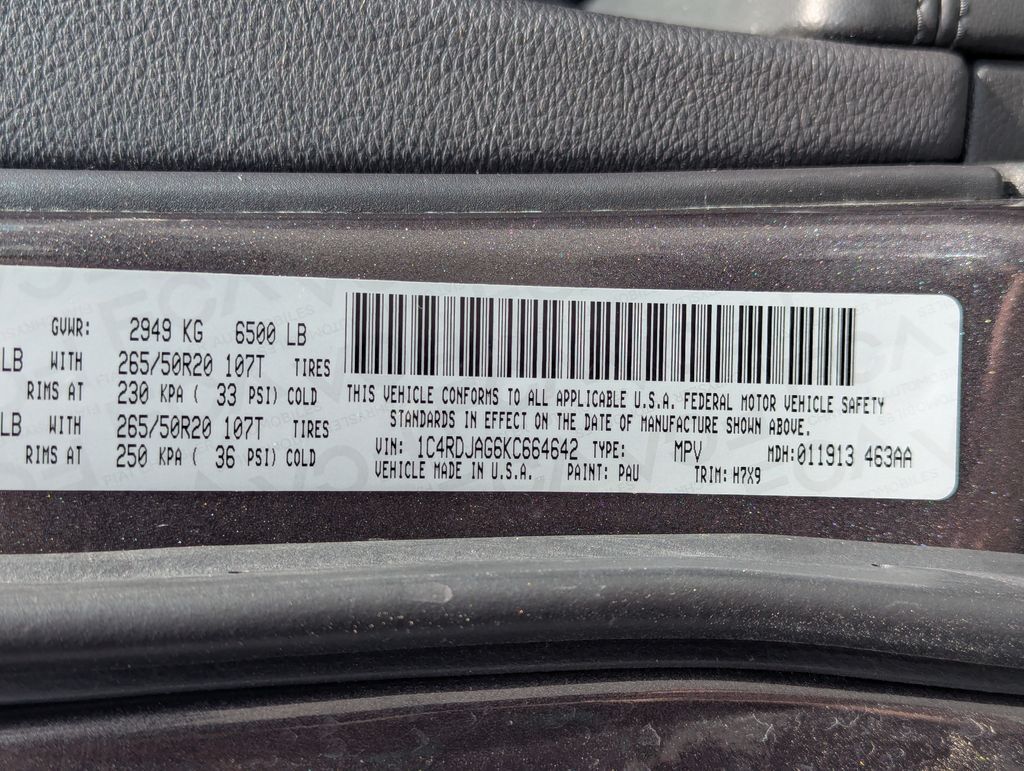 GVWR: 2949 KG 6500 LB
LB WITH 265/50R20 107T TIRES
RIMS AT 230 KPA ( 33 PSI) COLD
LB WITH 265/50R20 107T TIRES
RIMS AT 250 KPA ( 36 PSI) COLD
THIS VEHICLE CONFORMS TO ALL APPLICABLE U.S.A. FEDERAL MOTOR VEHICLE SAFETY
STANDARDS IN EFFECT ON THE DATE OF MANUFACTURE SHOWN ABOVE.
VIN: 1C4RDJAG6KC664642 TYPE: MPV MDH:011913 463AA
VEHICLE MADE IN U.S.A. PAINT: PAU TRIM: H7X9